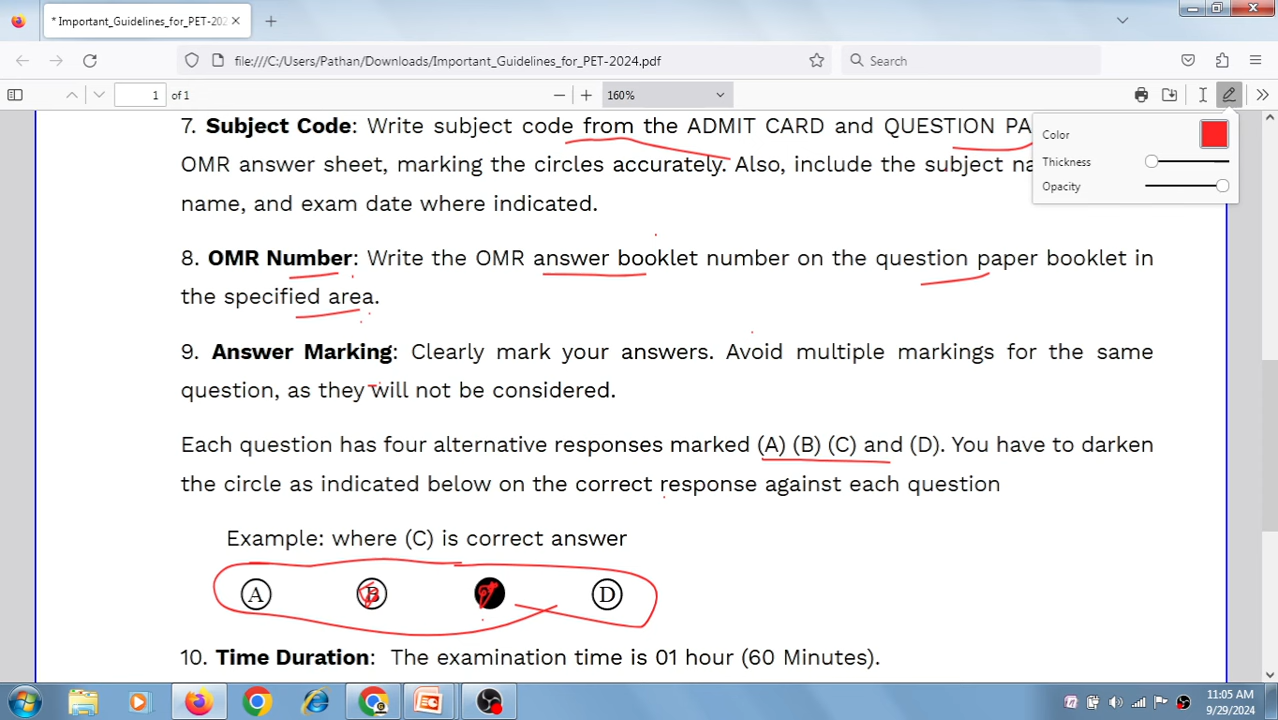 * Important_Guidelines_for_PET-202
file:///C:/Users/Pathan/Downloads/Important_Guidelines_for_PET-2024.pdf
Search
1 of 1
160%
Color
Thickness
Opacity
7. Subject Code: Write subject code from the ADMIT CARD and QUESTION PA
OMR answer sheet, marking the circles accurately. Also, include the subject na
name, and exam date where indicated.
8. OMR Number: Write the OMR answer booklet number on the question paper booklet in
the specified area.
9. Answer Marking: Clearly mark your answers. Avoid multiple markings for the same
question, as they will not be considered.
Each question has four alternative responses marked (A) (B) (C) and (D). You have to darken
the circle as indicated below on the correct response against each question
Example: where (C) is correct answer
A B D
10. Time Duration: The examination time is 01 hour (60 Minutes).
11:05 AM
9/29/2024